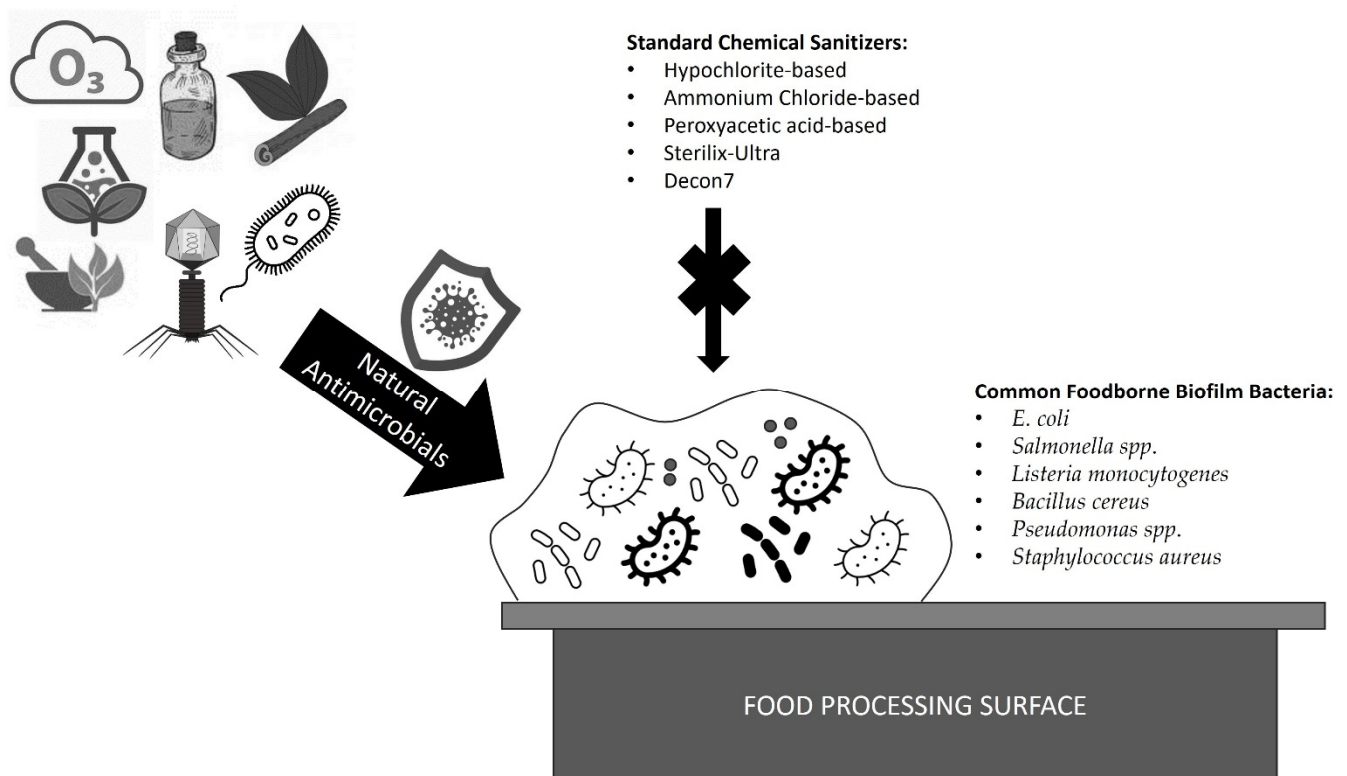 O₃
Standard Chemical Sanitizers:
• Hypochlorite-based
• Ammonium Chloride-based
• Peroxyacetic acid-based
• Sterilix-Ultra
• Decon7
Natural
Antimicrobials
Common Foodborne Biofilm Bacteria:
• E. coli
• Salmonella spp.
• Listeria monocytogenes
• Bacillus cereus
• Pseudomonas spp.
• Staphylococcus aureus
FOOD PROCESSING SURFACE